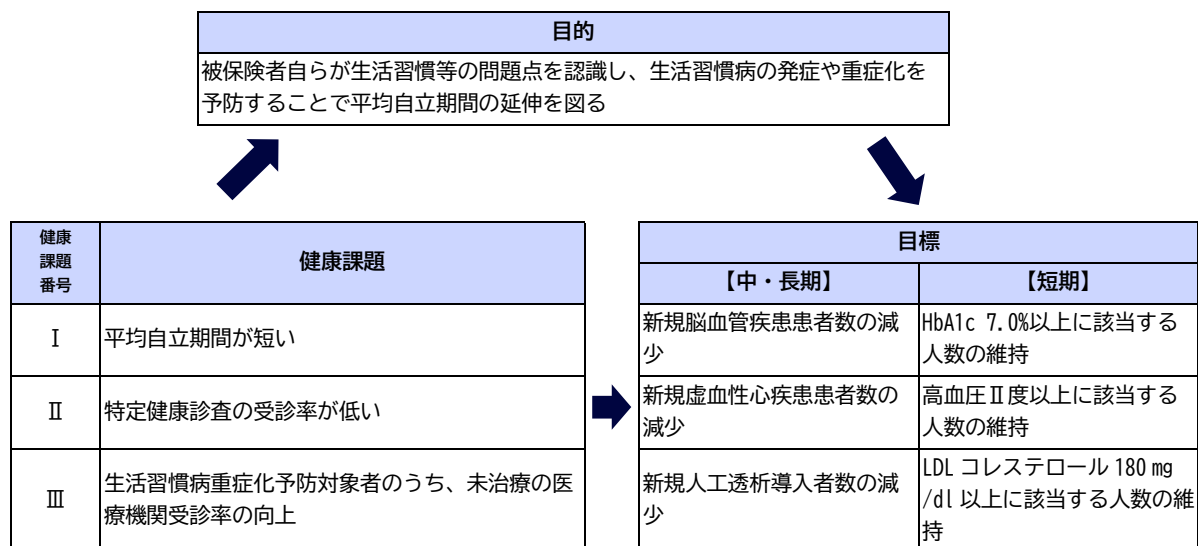 目的
被保険者自らが生活習慣等の問題点を認識し、生活習慣病の発症や重症化を
予防することで平均自立期間の延伸を図る
健康
課題
番号
健康課題
Ⅰ
平均自立期間が短い
Ⅱ
特定健康診査の受診率が低い
Ⅲ
生活習慣病重症化予防対象者のうち、未治療の医
療機関受診率の向上
目標
【中・長期】
【短期】
新規脳血管疾患患者数の減
少
HbA1c 7.0%以上に該当する
人数の維持
新規虚血性心疾患患者数の
減少
高血圧Ⅱ度以上に該当する
人数の維持
新規人工透析導入者数の減
少
LDL コレステロール 180 mg
/dl 以上に該当する人数の維
持